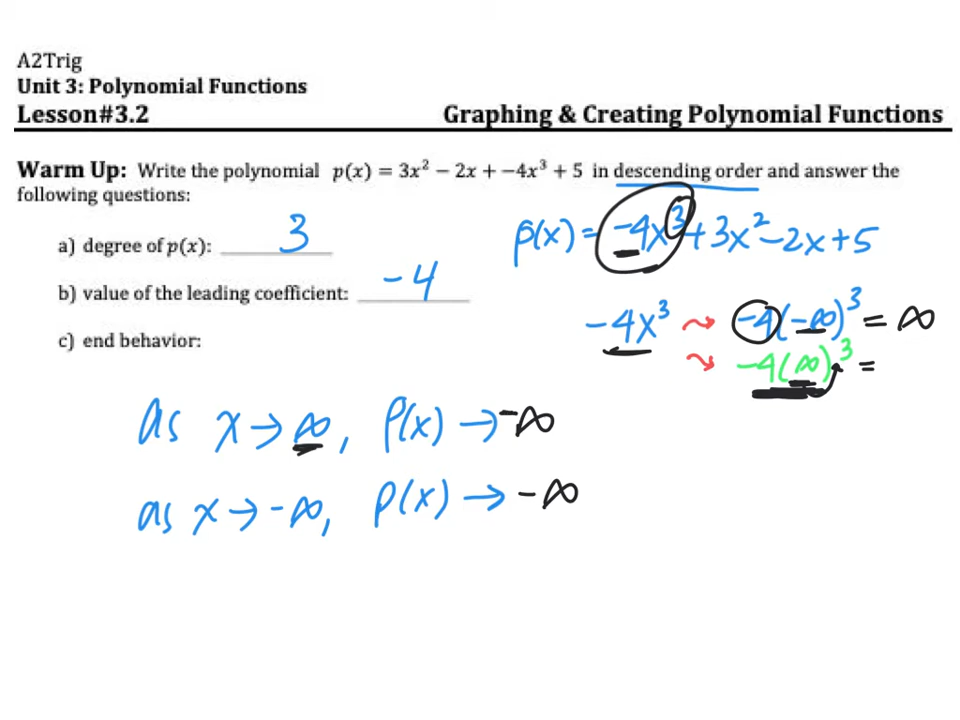 A2Trig
Unit 3: Polynomial Functions
Lesson#3.2 Graphing & Creating Polynomial Functions
Warm Up: Write the polynomial p(x) = 3x² − 2x + −4x³ + 5 in descending order and answer the
following questions:
p(x) = -4x³ + 3x² - 2x + 5
a) degree of p(x): 3
b) value of the leading coefficient: -4
-4x³ ⇝ -4(-∞)³ = ∞
c) end behavior:
⇝ -4(∞)³ =
as x → ∞, p(x) → -∞
as x → -∞, p(x) → -∞